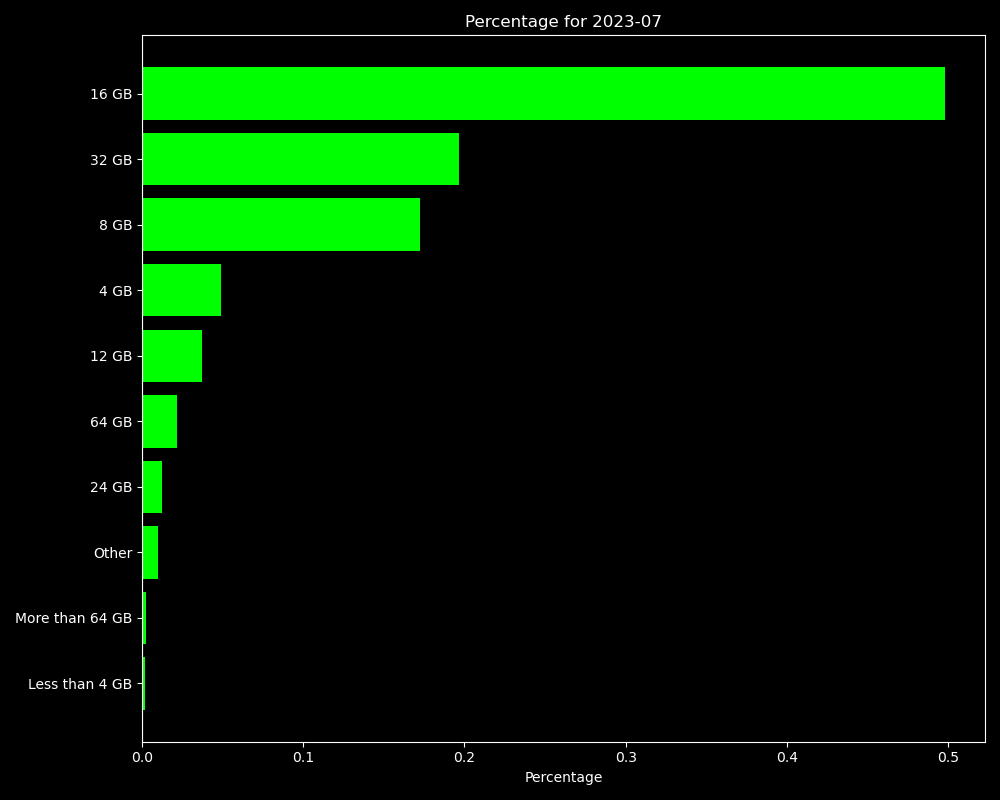 Percentage for 2023-07
16 GB
32 GB
8 GB
4 GB
12 GB
64 GB
24 GB
Other
More than 64 GB
Less than 4 GB
0.0 0.1 0.2 0.3 0.4 0.5
Percentage